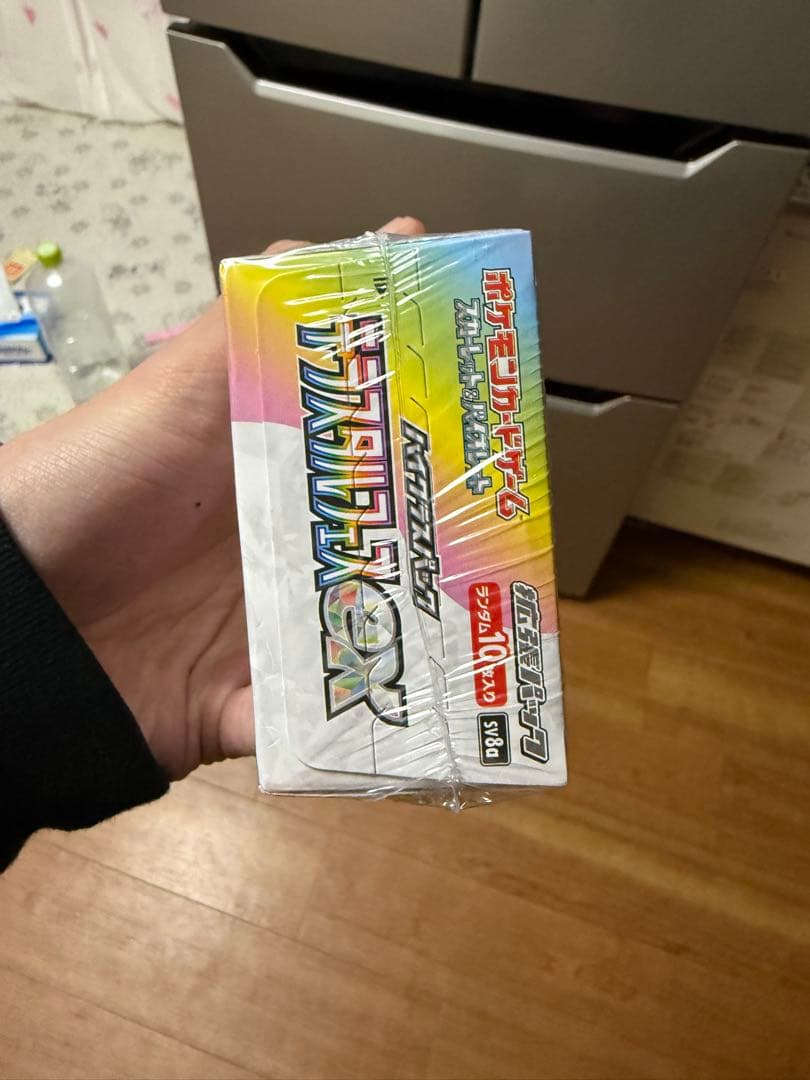 ポケモンカードゲーム
スカーレット&バイオレット
拡張パック
ランダム10枚入り
SV8a
ハイクラスパック
テラスタルフェスex